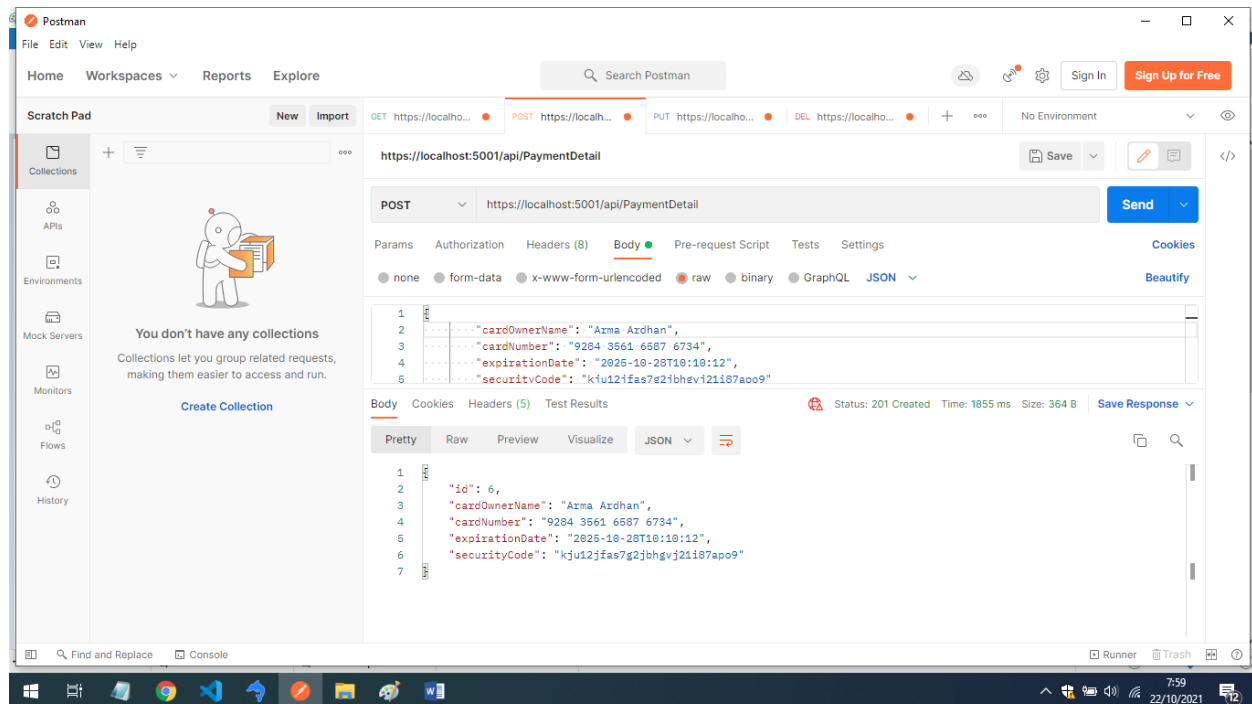 Postman
File Edit View Help
Home Workspaces Reports Explore
Search Postman
Sign In
Sign Up for Free
Scratch Pad
New Import
GET https://localho...
POST https://localh...
PUT https://localho...
DEL https://localho...
No Environment
Collections
APIs
Environments
Mock Servers
Monitors
Flows
History
You don't have any collections
Collections let you group related requests,
making them easier to access and run.
Create Collection
https://localhost:5001/api/PaymentDetail
Save
POST https://localhost:5001/api/PaymentDetail
Send
Params Authorization Headers (8) Body Pre-request Script Tests Settings Cookies
none form-data x-www-form-urlencoded raw binary GraphQL JSON Beautify
1 {
2 "cardOwnerName": "Arma Ardhan",
3 "cardNumber": "9284 3561 6587 6734",
4 "expirationDate": "2025-10-28T10:10:12",
5 "securityCode": "kju12jfas7g2jbhgvj21i87apo9"
Body Cookies Headers (5) Test Results Status: 201 Created Time: 1855 ms Size: 364 B Save Response
Pretty Raw Preview Visualize JSON
1 {
2 "id": 6,
3 "cardOwnerName": "Arma Ardhan",
4 "cardNumber": "9284 3561 6587 6734",
5 "expirationDate": "2025-10-28T10:10:12",
6 "securityCode": "kju12jfas7g2jbhgvj21i87apo9"
7 }
Find and Replace Console Runner Trash
7:59
22/10/2021
12